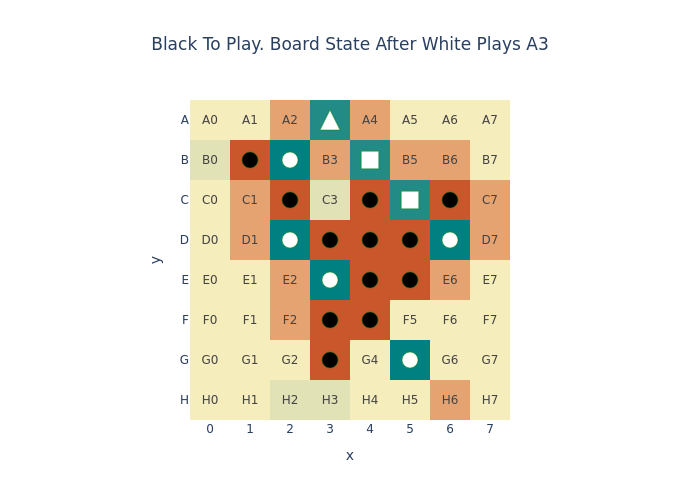 Black To Play. Board State After White Plays A3
A A0 A1 A2 A4 A5 A6 A7
B B0 B3 B5 B6 B7
C C0 C1 C3 C7
D D0 D1 D7
E E0 E1 E2 E6 E7
F F0 F1 F2 F5 F6 F7
G G0 G1 G2 G4 G6 G7
H H0 H1 H2 H3 H4 H5 H6 H7
0 1 2 3 4 5 6 7
x
y